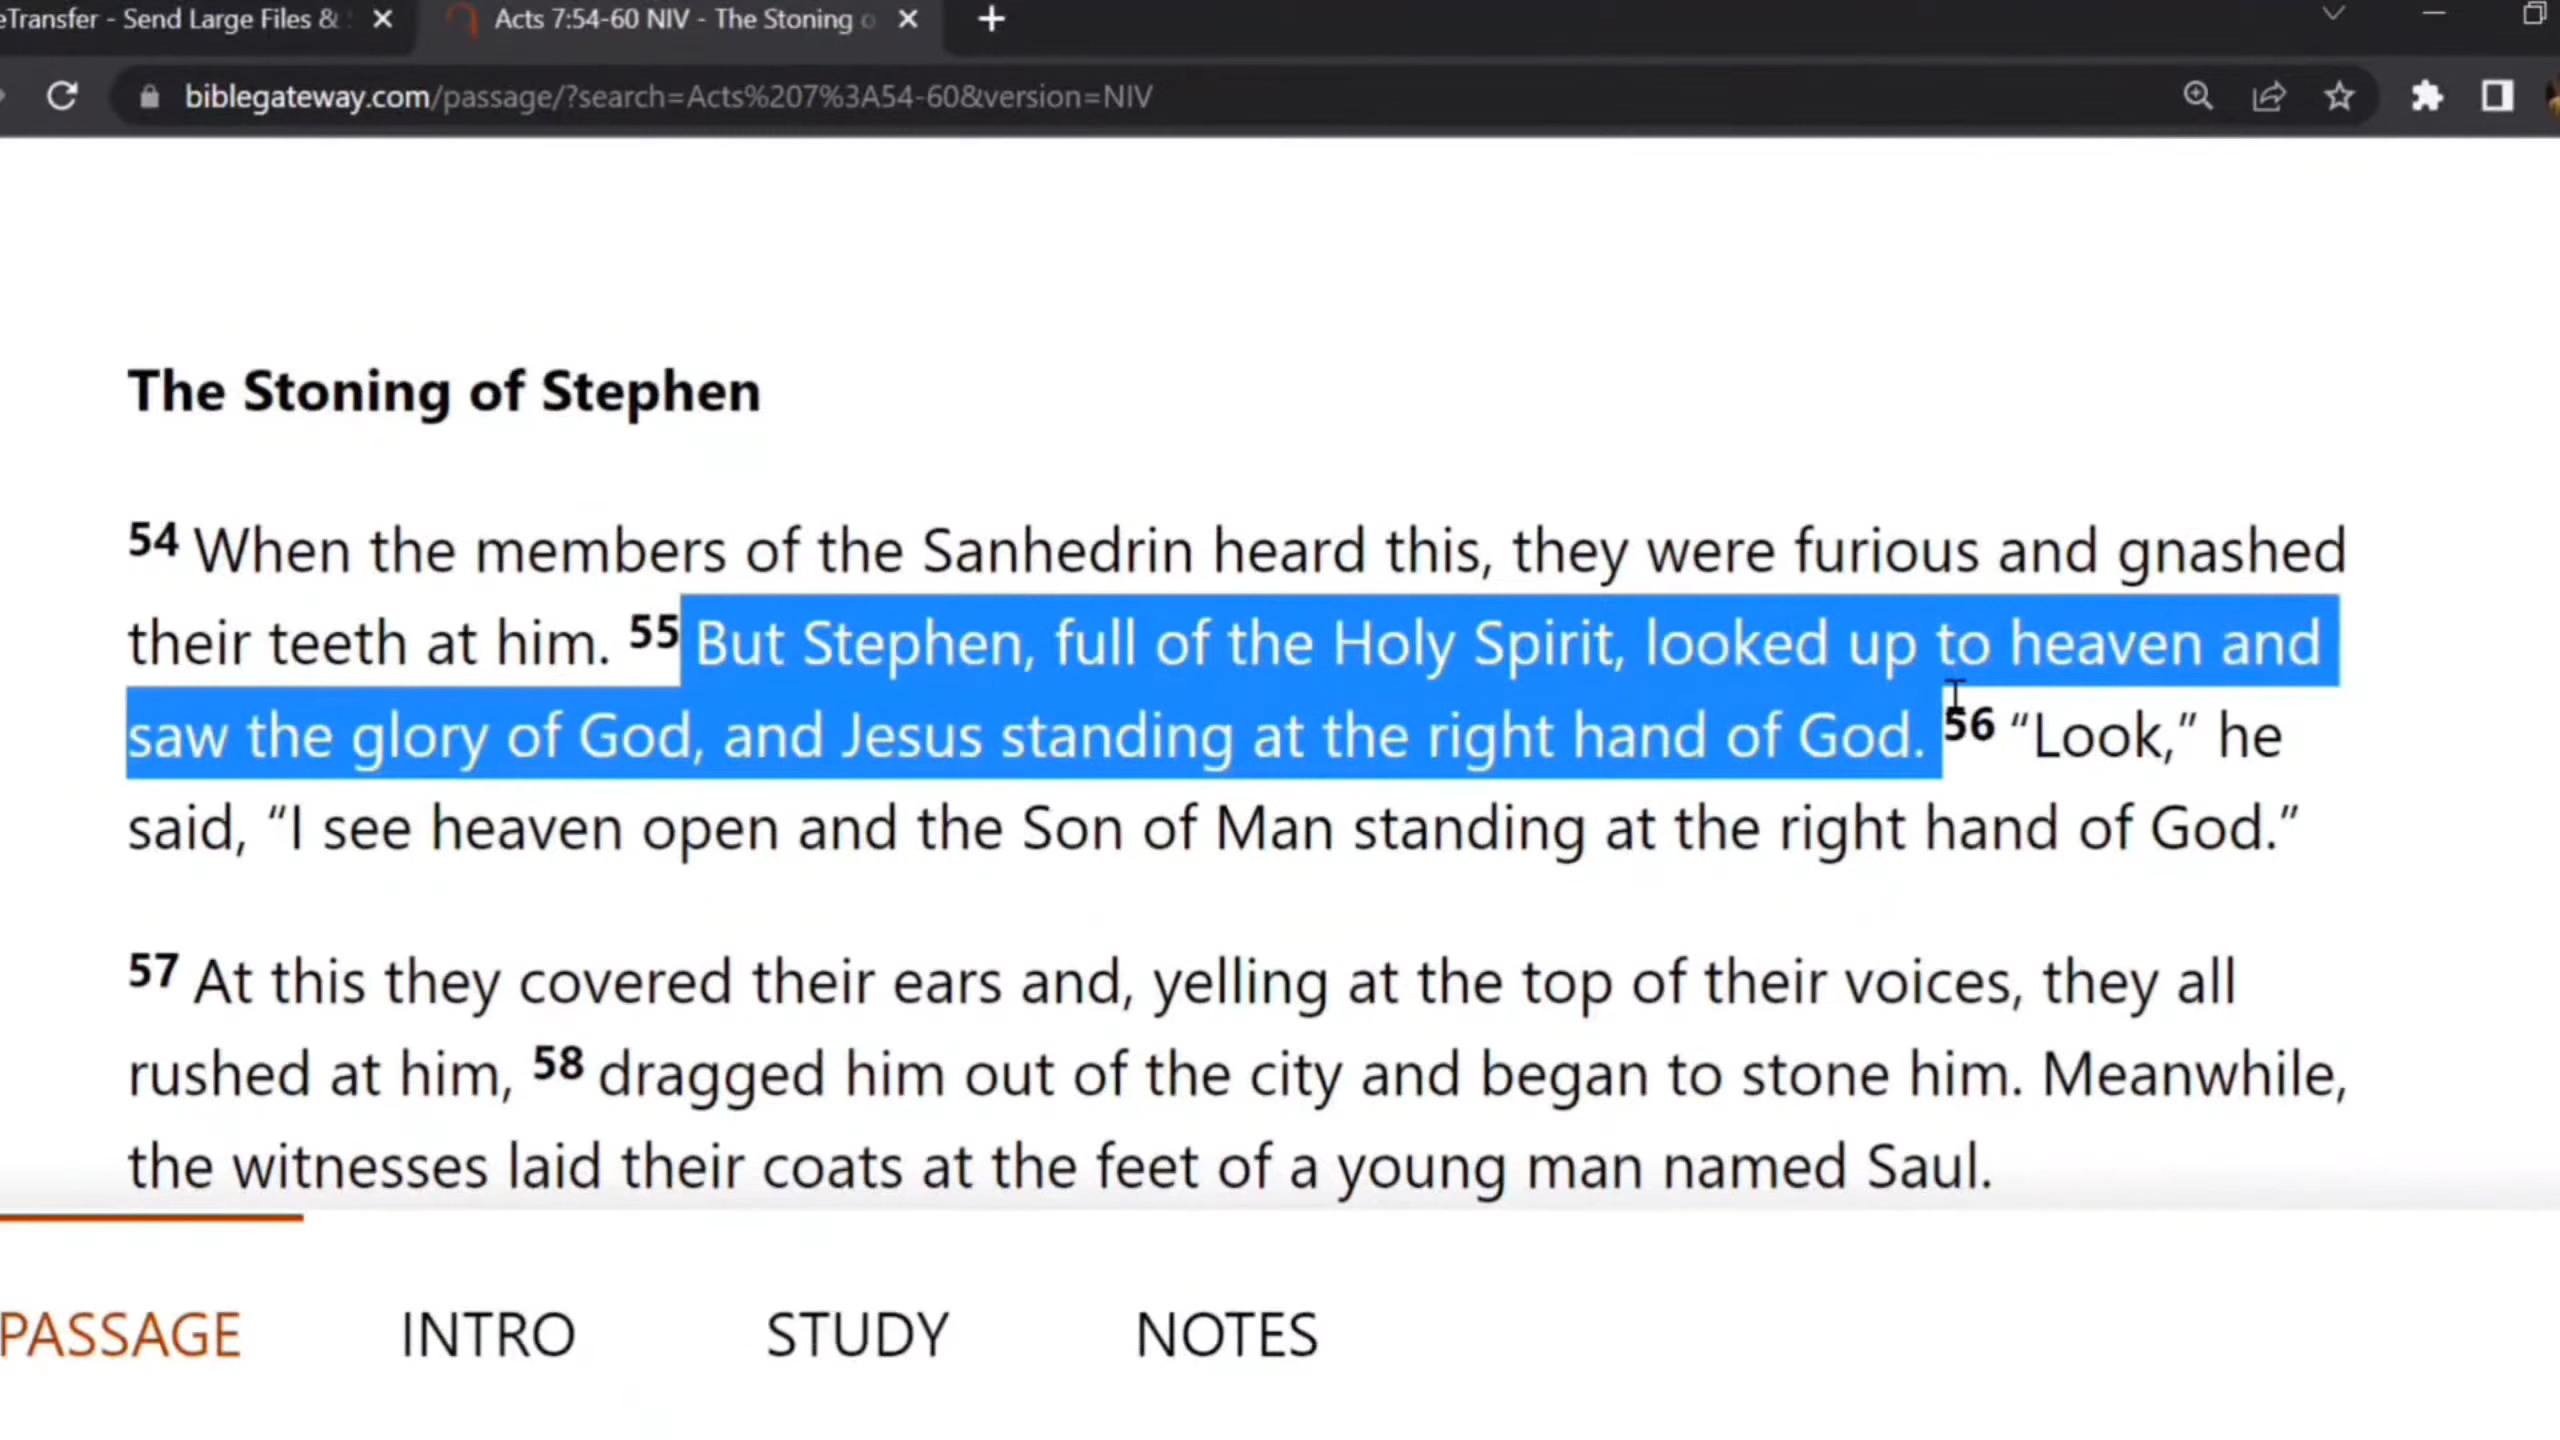 eTransfer - Send Large Files &
Acts 7:54-60 NIV - The Stoning
biblegateway.com/passage/?search=Acts%207%3A54-60&version=NIV
The Stoning of Stephen
54 When the members of the Sanhedrin heard this, they were furious and gnashed
their teeth at him. 55 But Stephen, full of the Holy Spirit, looked up to heaven and
saw the glory of God, and Jesus standing at the right hand of God. 56 “Look,” he
said, “I see heaven open and the Son of Man standing at the right hand of God.”
57 At this they covered their ears and, yelling at the top of their voices, they all
rushed at him, 58 dragged him out of the city and began to stone him. Meanwhile,
the witnesses laid their coats at the feet of a young man named Saul.
PASSAGE INTRO STUDY NOTES